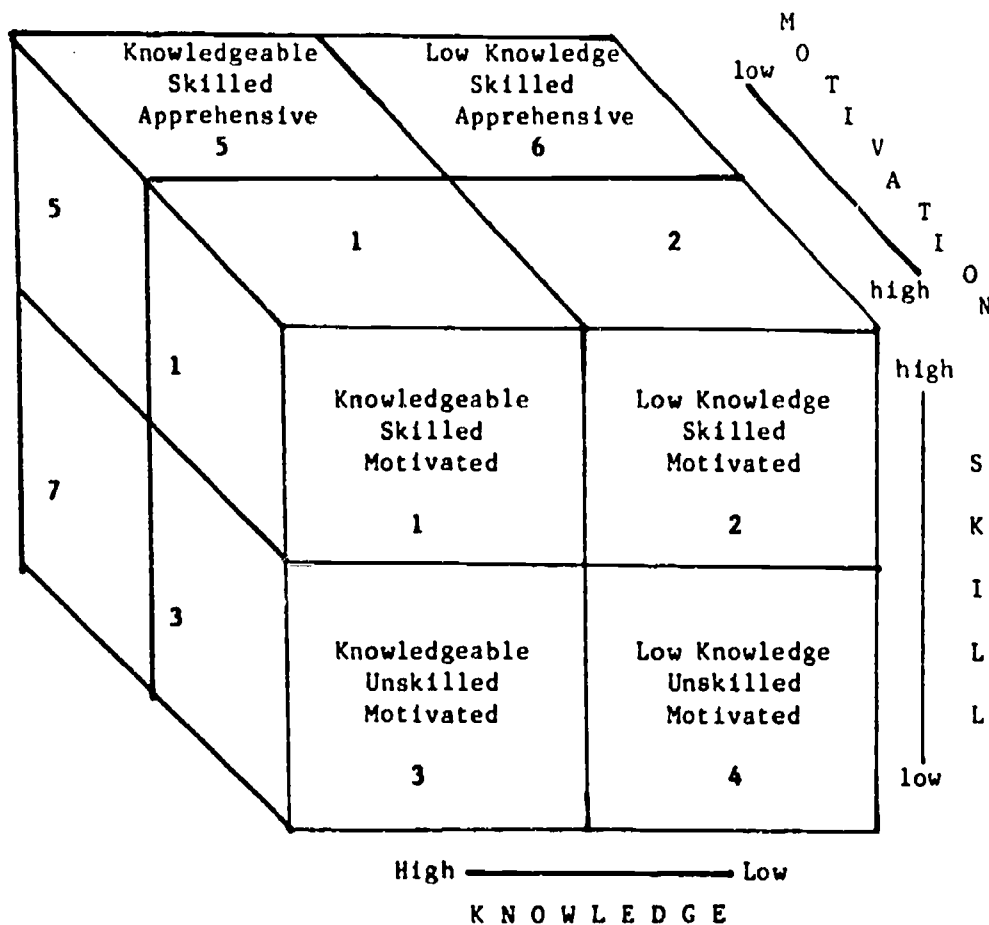 Knowledgeable
Skilled
Apprehensive
5
Low Knowledge
Skilled
Apprehensive
6
low
MOTIVATION
high
5
1
2
1
7
3
Knowledgeable
Skilled
Motivated
1
Low Knowledge
Skilled
Motivated
2
Knowledgeable
Unskilled
Motivated
3
Low Knowledge
Unskilled
Motivated
4
high
SKILL
low
High Low
KNOWLEDGE